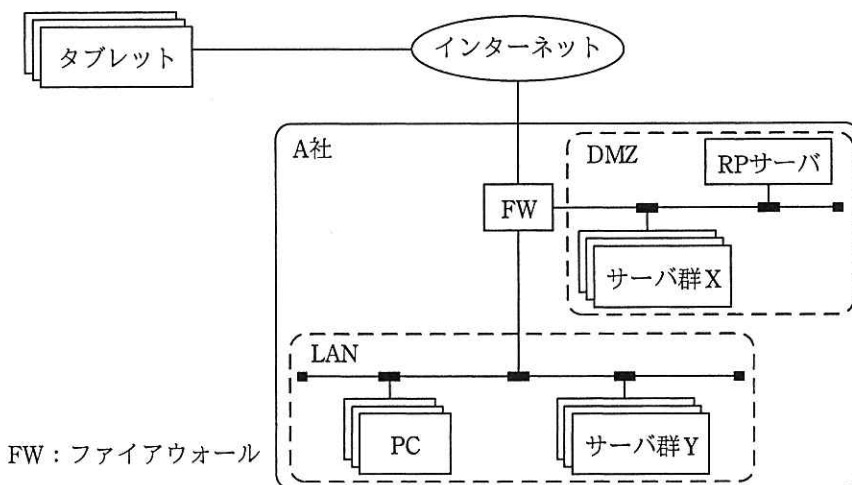 タブレット
インターネット
A社
DMZ
RPサーバ
FW
サーバ群X
LAN
PC
サーバ群Y
FW：ファイアウォール